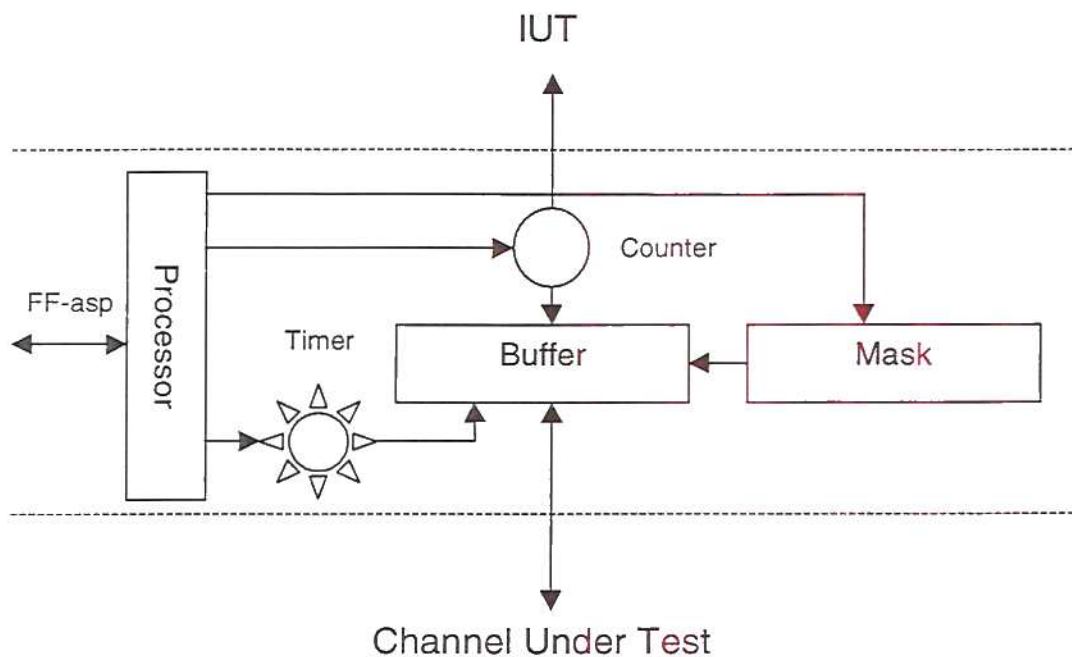 IUT
Counter
Processor
FF-asp
Timer
Buffer
Mask
Channel Under Test